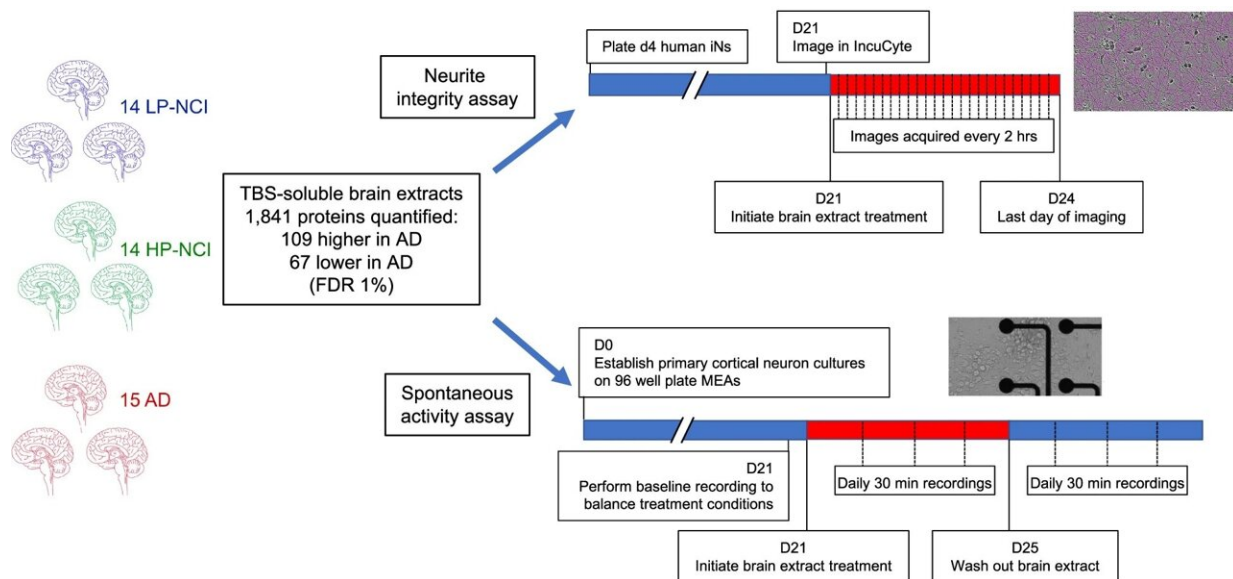 14 LP-NCI
14 HP-NCI
15 AD
TBS-soluble brain extracts
1,841 proteins quantified:
109 higher in AD
67 lower in AD
(FDR 1%)
Neurite
integrity assay
Plate d4 human iNs
D21
Image in IncuCyte
Images acquired every 2 hrs
D21
Initiate brain extract treatment
D24
Last day of imaging
Spontaneous
activity assay
D0
Establish primary cortical neuron cultures
on 96 well plate MEAs
D21
Perform baseline recording to
balance treatment conditions
Daily 30 min recordings
Daily 30 min recordings
D21
Initiate brain extract treatment
D25
Wash out brain extract